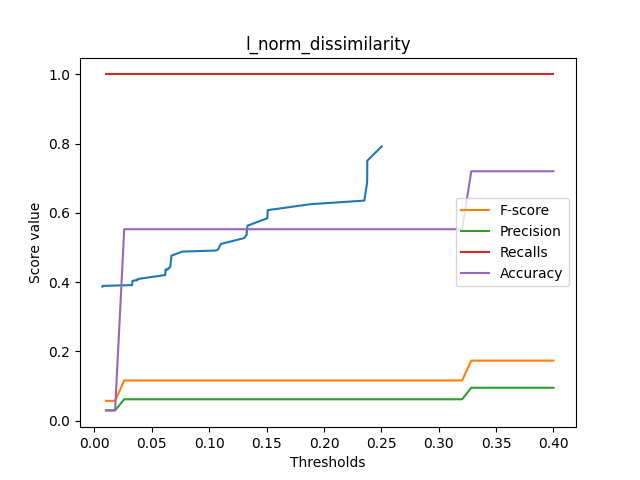 l_norm_dissimilarity
1.0
0.8
0.6
0.4
0.2
0.0
Score value
F-score
Precision
Recalls
Accuracy
0.00 0.05 0.10 0.15 0.20 0.25 0.30 0.35 0.40
Thresholds